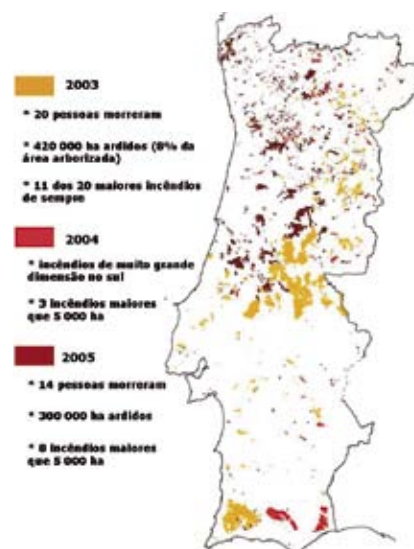 2003
* 20 pessoas morreram
* 420 000 ha ardidos (8% da
área arborizada)
* 11 dos 20 maiores incêndios
de sempre
2004
* incêndios de muito grande
dimensão no sul
* 3 incêndios maiores
que 5 000 ha
2005
* 14 pessoas morreram
* 300 000 ha ardidos
* 8 incêndios maiores
que 5 000 ha